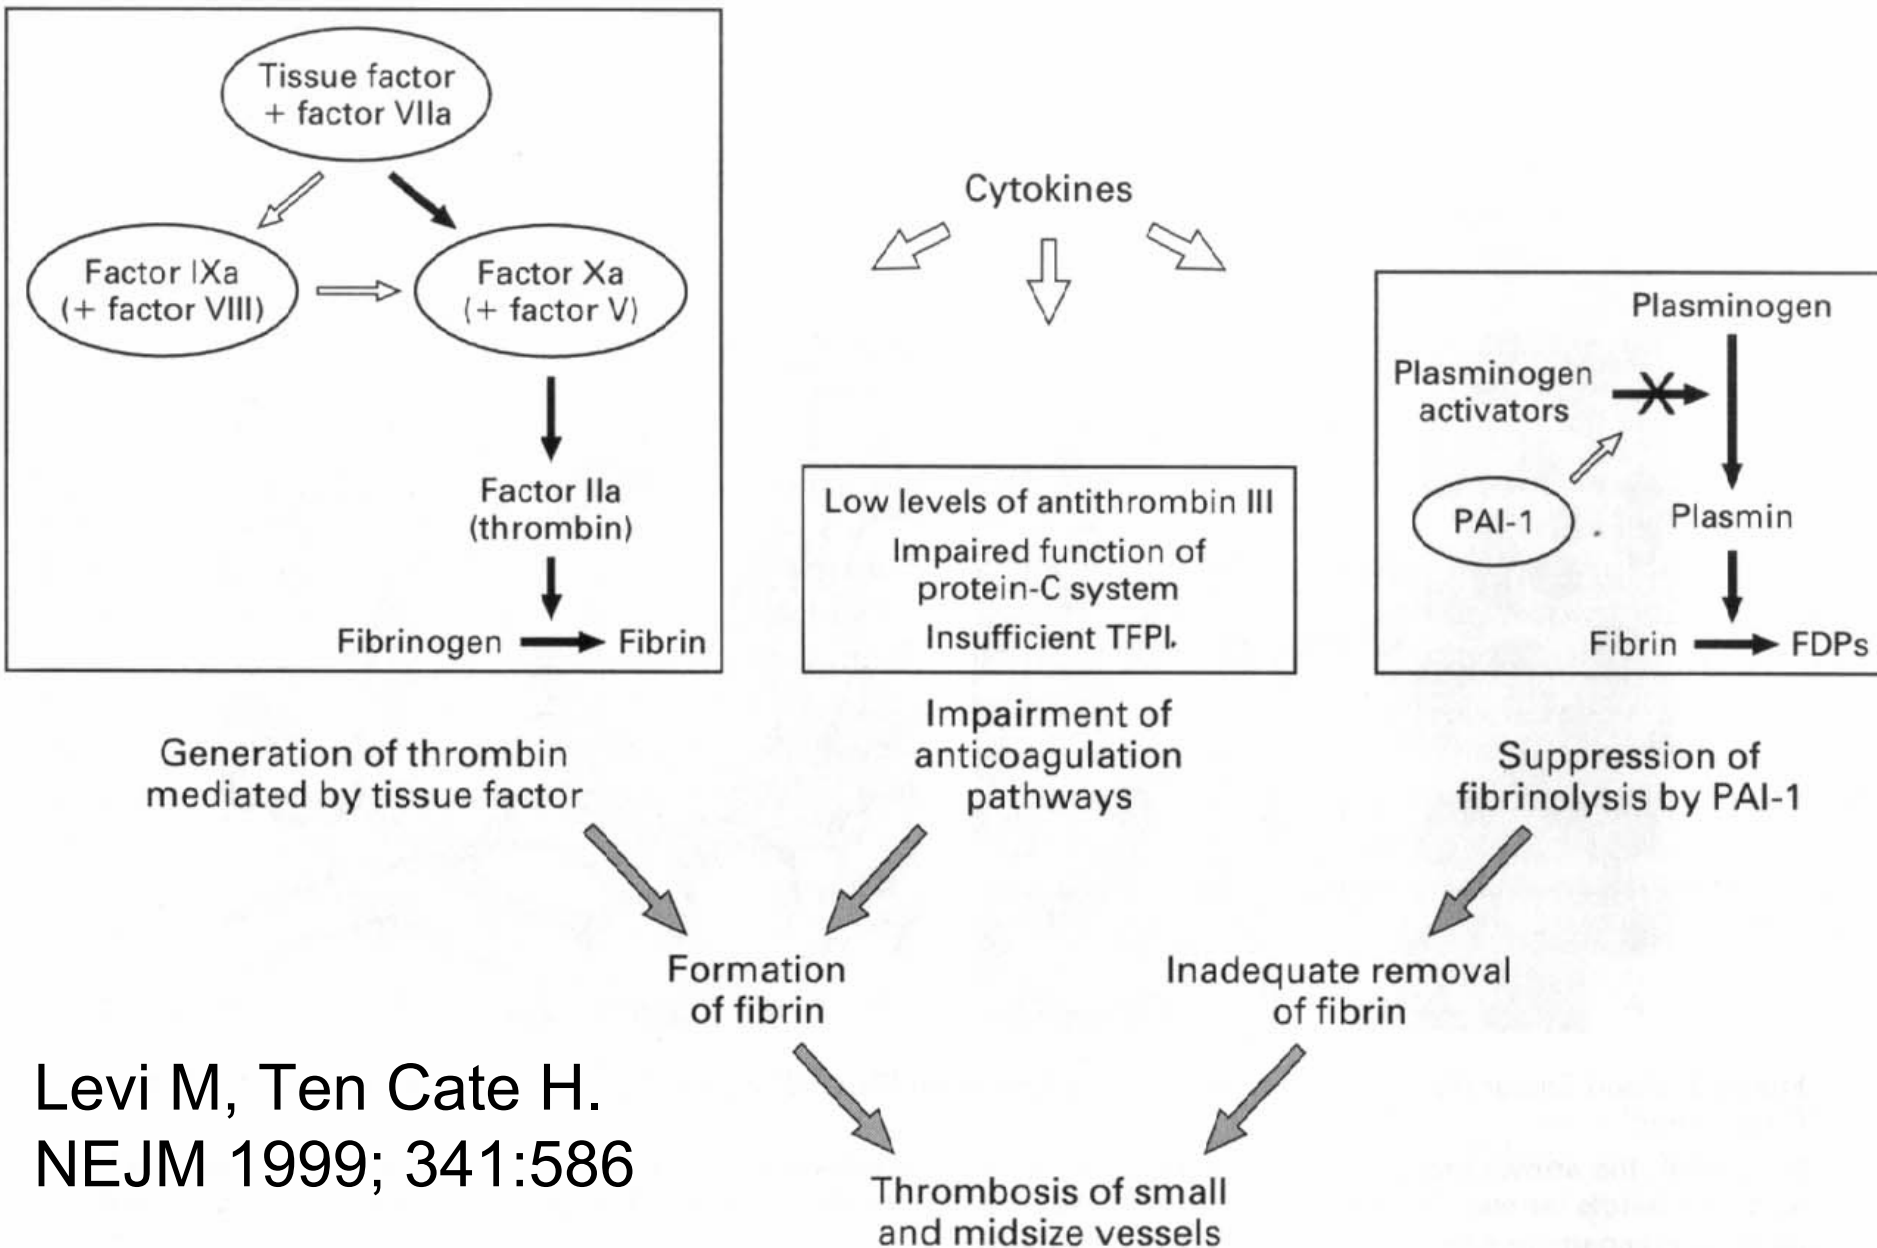 Tissue factor
+ factor VIIa
Factor IXa
(+ factor VIII)
Factor Xa
(+ factor V)
Factor IIa
(thrombin)
Fibrinogen
Fibrin
Generation of thrombin
mediated by tissue factor
Cytokines
Low levels of antithrombin III
Impaired function of
protein-C system
Insufficient TFPI.
Impairment of
anticoagulation
pathways
Plasminogen
Plasminogen
activators
PAI-1
Plasmin
Fibrin
FDPs
Suppression of
fibrinolysis by PAI-1
Formation
of fibrin
Inadequate removal
of fibrin
Thrombosis of small
and midsize vessels
Levi M, Ten Cate H.
NEJM 1999; 341:586